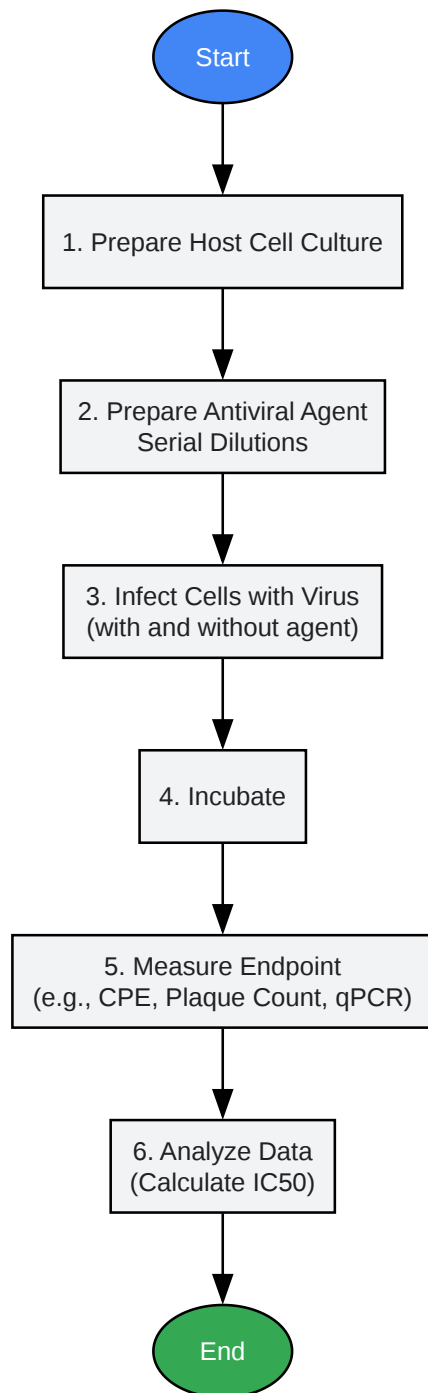 Start
1. Prepare Host Cell Culture
2. Prepare Antiviral Agent
Serial Dilutions
3. Infect Cells with Virus
(with and without agent)
4. Incubate
5. Measure Endpoint
(e.g., CPE, Plaque Count, qPCR)
6. Analyze Data
(Calculate IC50)
End